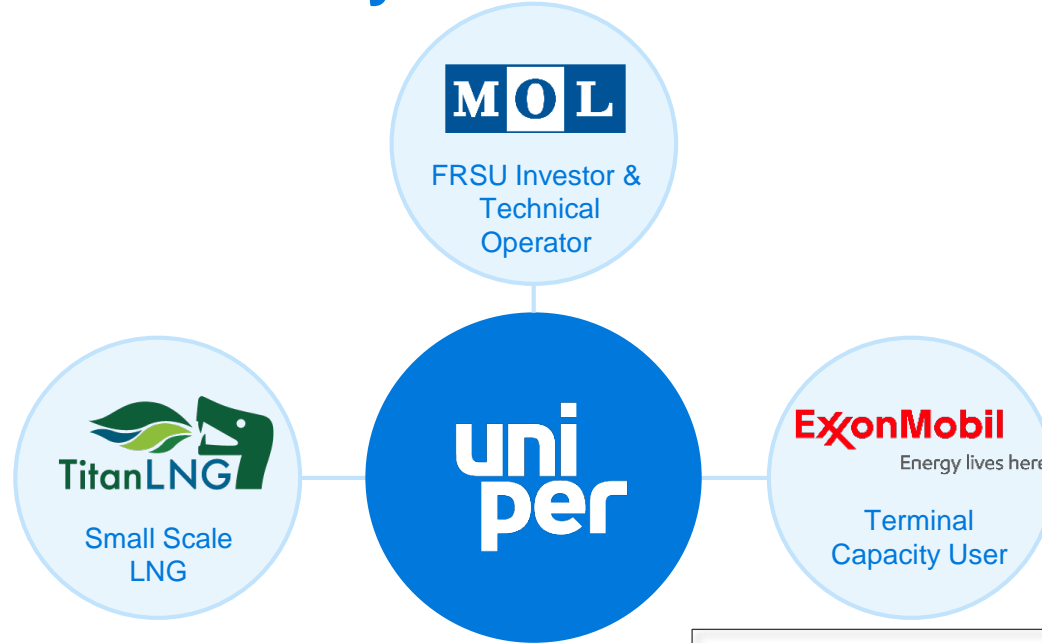 MOL
FRSU Investor &
Technical
Operator
TitanLNG
Small Scale
LNG
uni
per
ExxonMobil
Energy lives here
Terminal
Capacity User